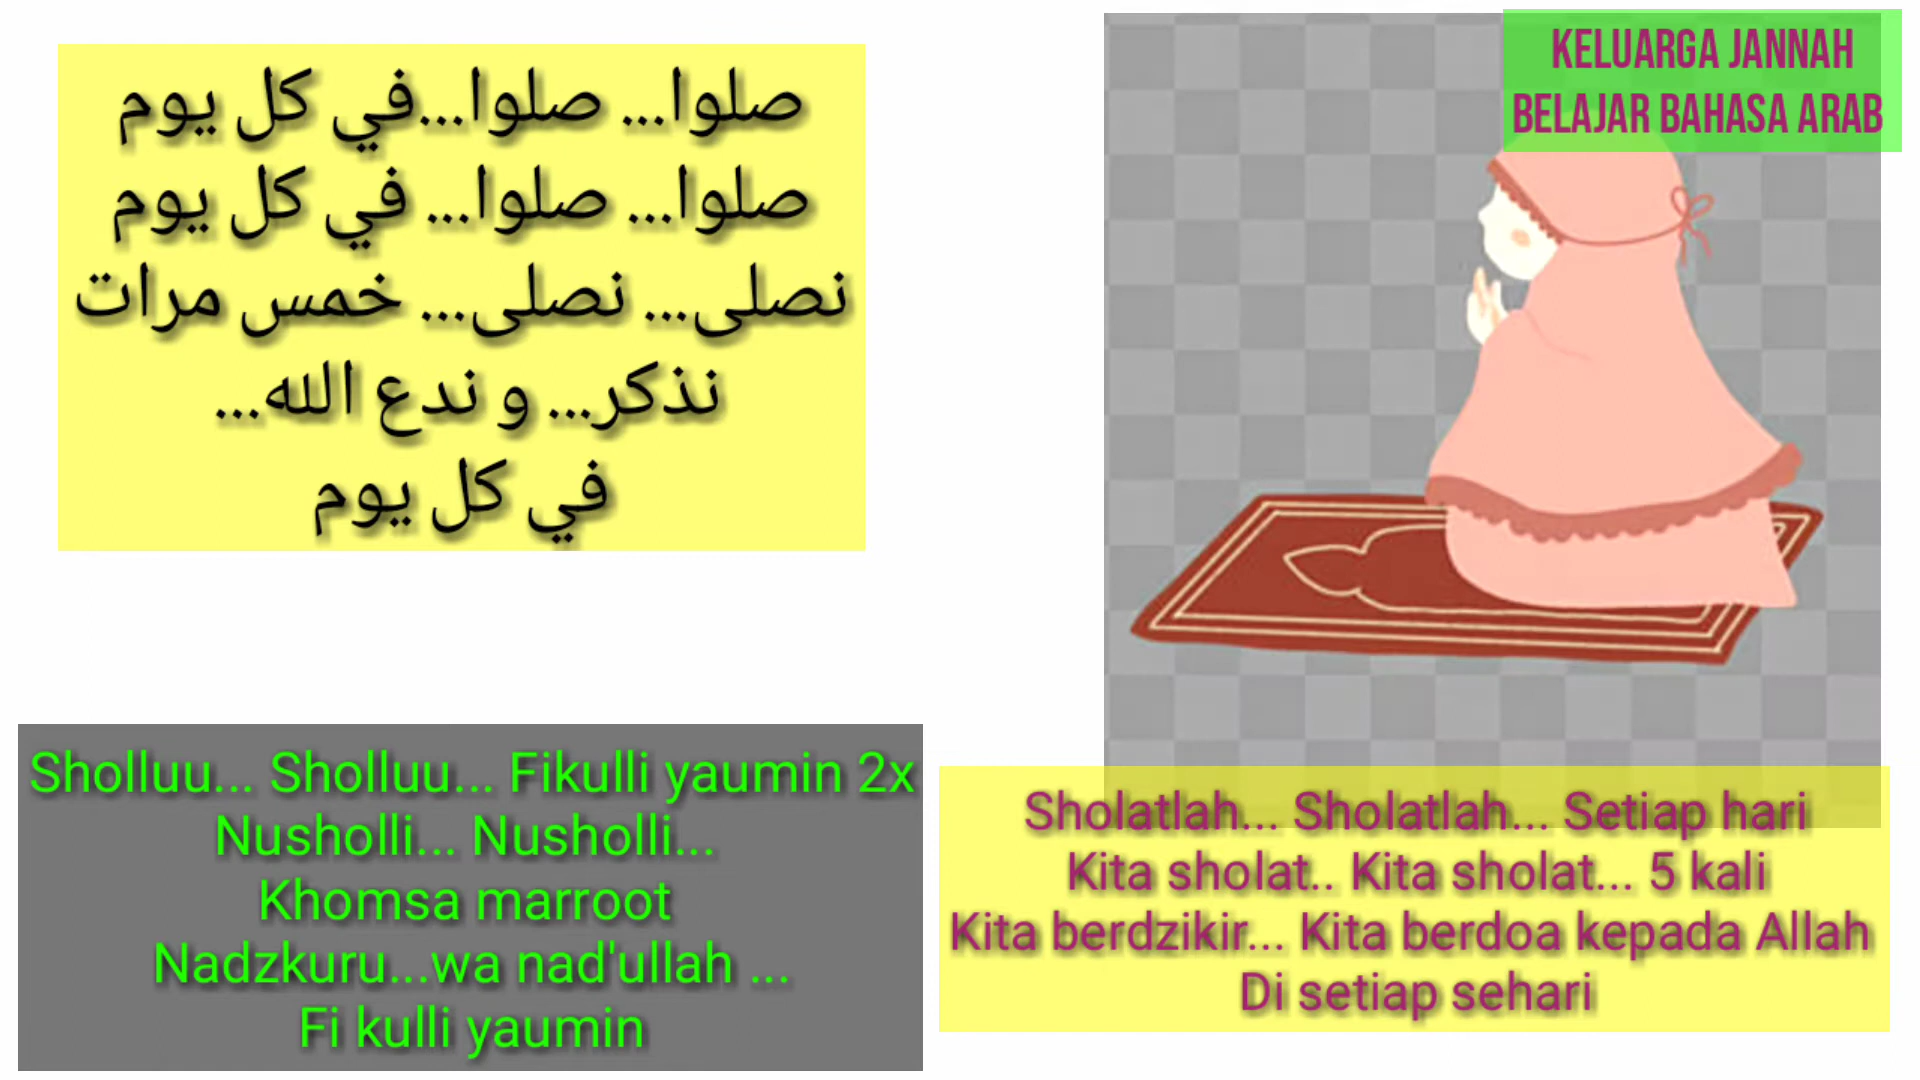 صلوا... صلوا...في كل يوم
صلوا... صلوا... في كل يوم
نصلى... نصلى... خمس مرات
نذكر... و ندع الله...
في كل يوم
KELUARGA JANNAH
BELAJAR BAHASA ARAB
Sholluu... Sholluu... Fikulli yaumin 2x
Nusholli... Nusholli...
Khomsa marroot
Nadzkuru...wa nad'ullah ...
Fi kulli yaumin
Sholatlah... Sholatlah... Setiap hari
Kita sholat.. Kita sholat... 5 kali
Kita berdzikir... Kita berdoa kepada Allah
Di setiap sehari